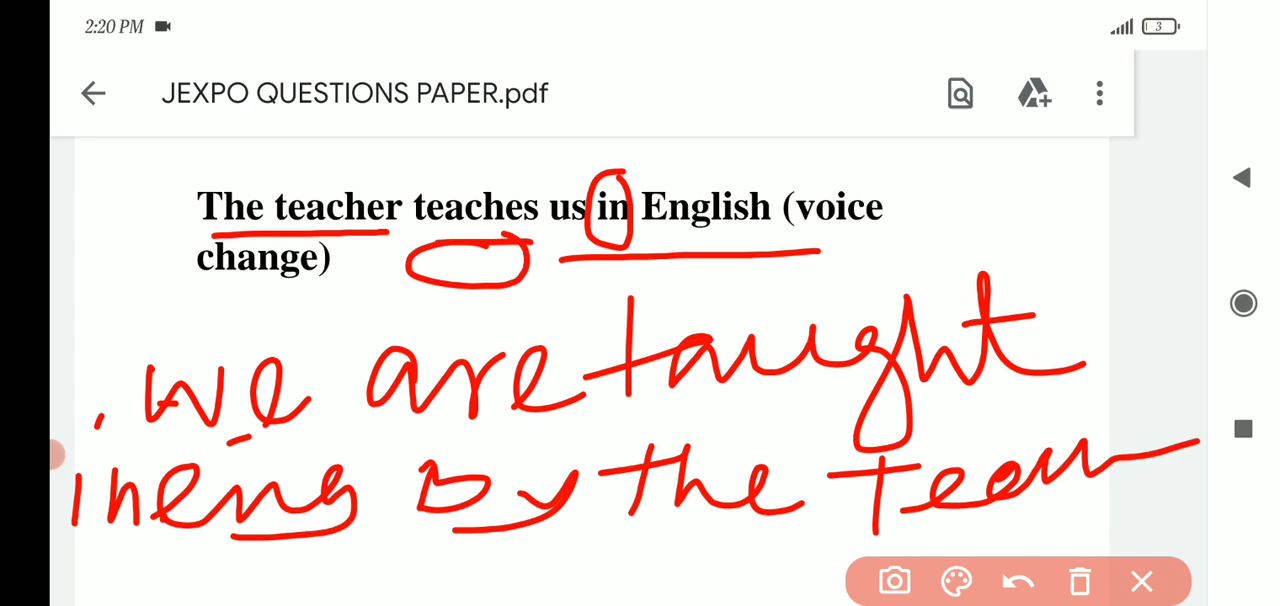 2:20 PM
3
JEXPO QUESTIONS PAPER.pdf
The teacher teaches us in English (voice
change)
we are taught
in eng by the